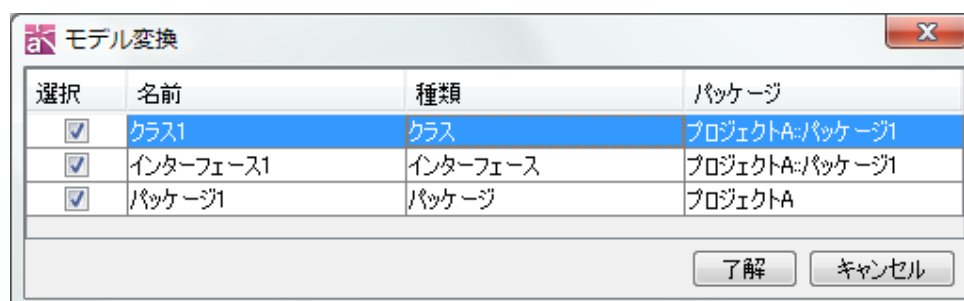 モデル変換
選択 名前 種類 パッケージ
クラス1 クラス プロジェクトA::パッケージ1
インターフェース1 インターフェース プロジェクトA::パッケージ1
パッケージ1 パッケージ プロジェクトA
了解 キャンセル